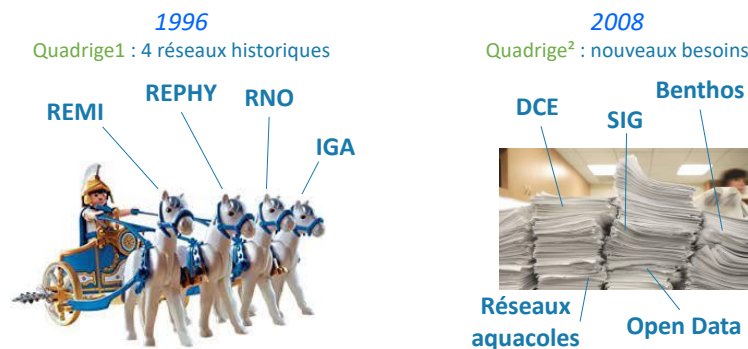 1996
Quadrige1 : 4 réseaux historiques
REMI
REPHY
RNO
IGA
2008
Quadrige² : nouveaux besoins
DCE
SIG
Benthos
Réseaux
aquacoles
Open Data